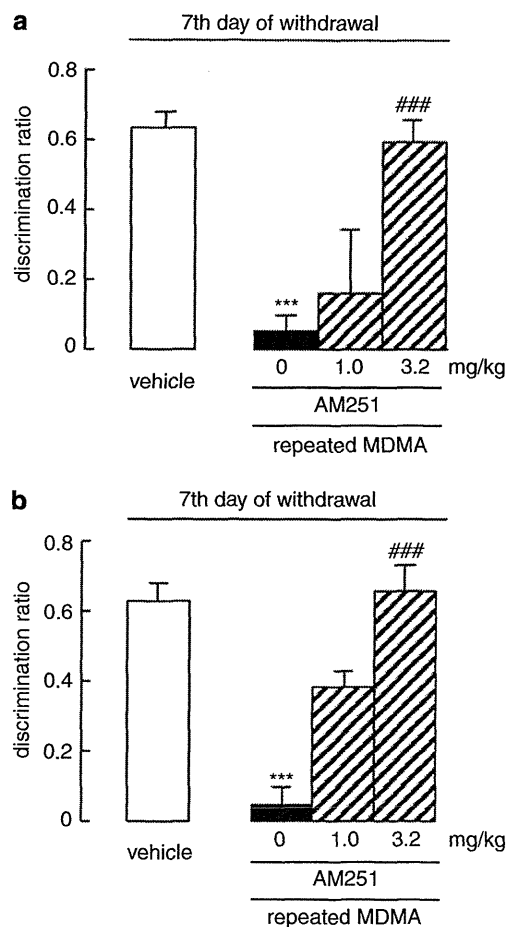 a
7th day of withdrawal
0.8
0.6
0.4
0.2
0
discrimination ratio
***
###
vehicle
0 1.0 3.2 mg/kg
AM251
repeated MDMA
b
7th day of withdrawal
0.8
0.6
0.4
0.2
0
discrimination ratio
***
###
vehicle
0 1.0 3.2 mg/kg
AM251
repeated MDMA